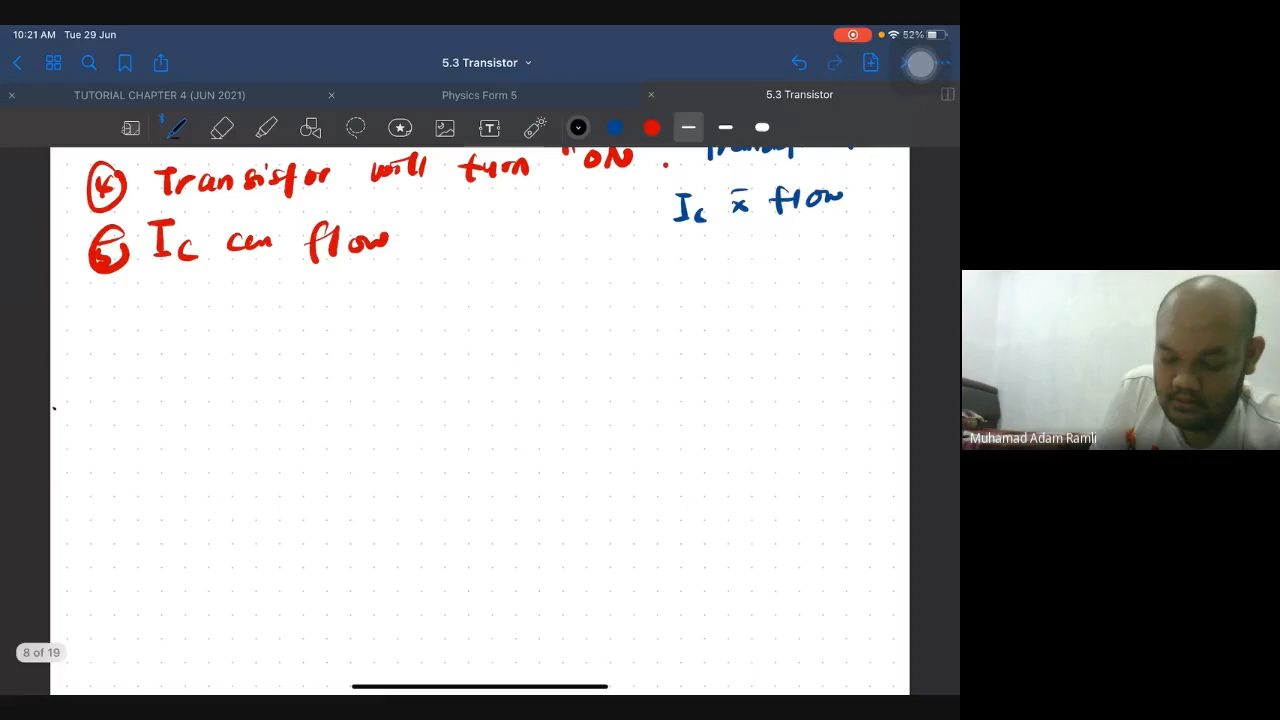 10:21 AM Tue 29 Jun
52%
5.3 Transistor
TUTORIAL CHAPTER 4 (JUN 2021)
Physics Form 5
5.3 Transistor
T
④ Transistor will turn "ON.
⑤ Ic can flow
Ic x̄ flow
Muhamad Adam Ramli
8 of 19